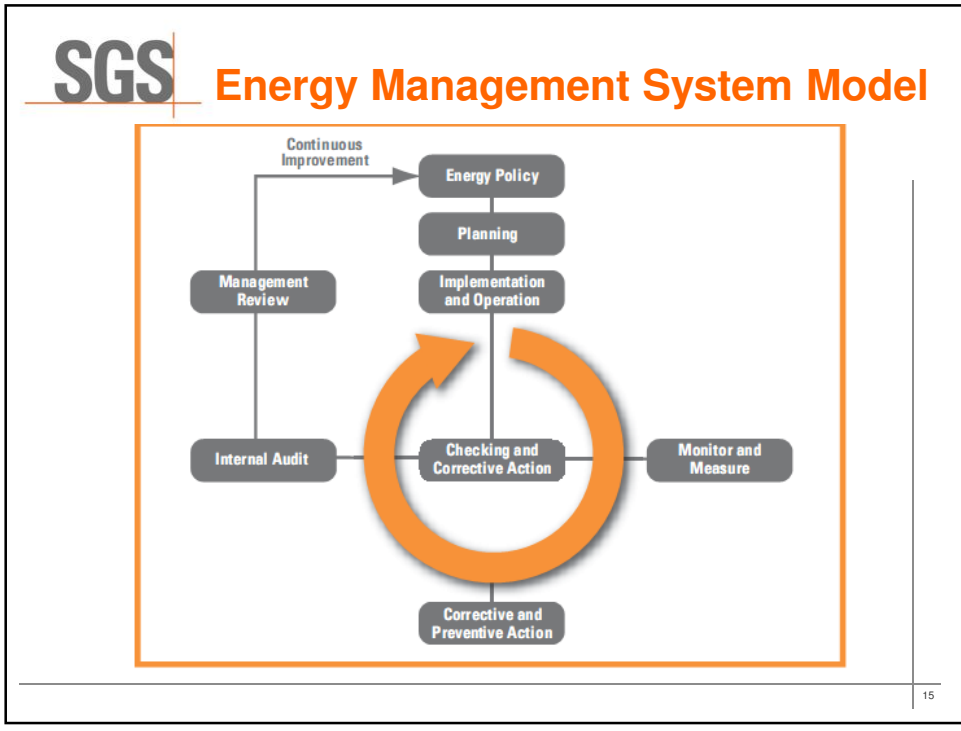 SGS
Energy Management System Model
Continuous
Improvement
Energy Policy
Planning
Management
Review
Implementation
and Operation
Internal Audit
Checking and
Corrective Action
Monitor and
Measure
Corrective and
Preventive Action
15